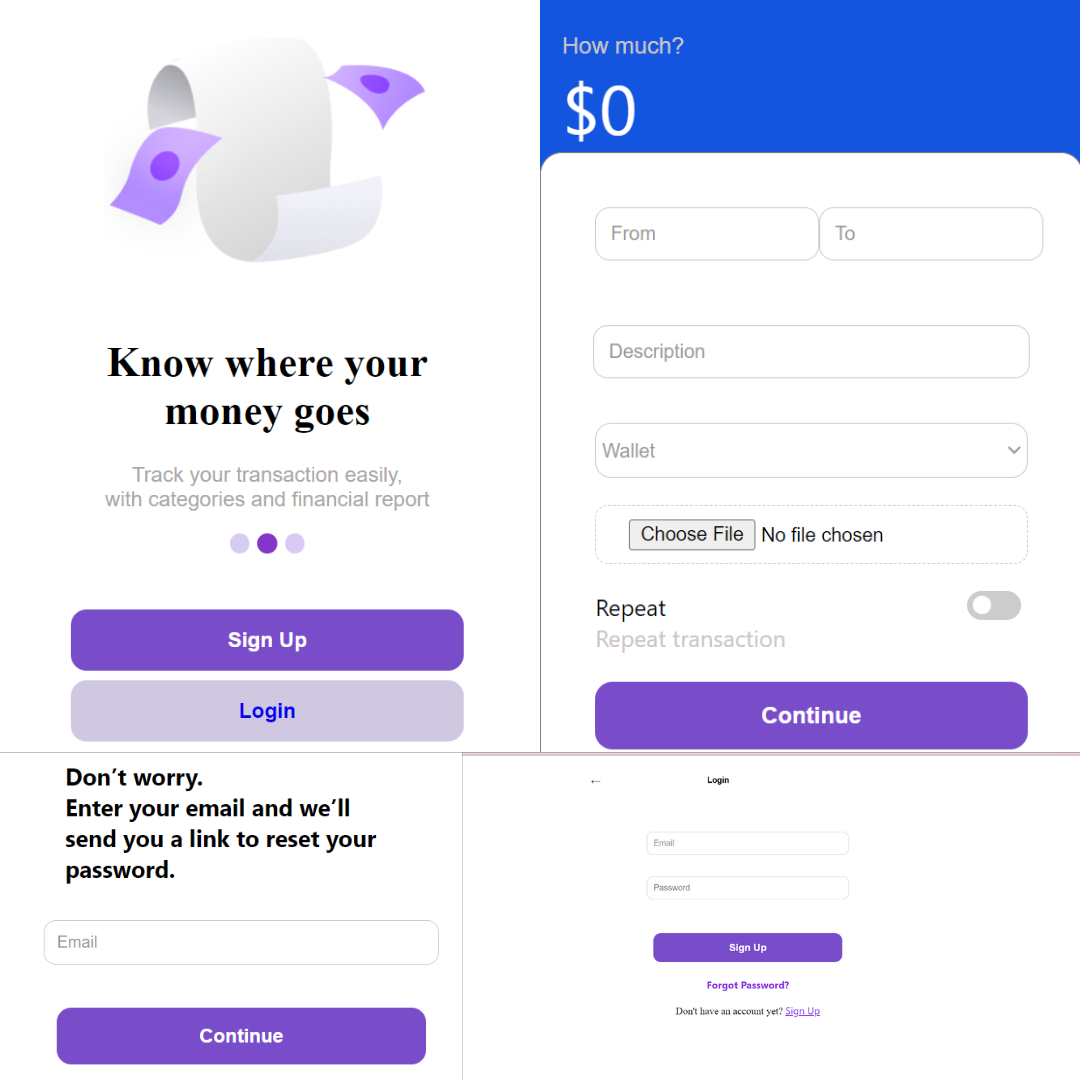 Know where your
money goes
Track your transaction easily,
with categories and financial report
Sign Up
Login
How much?
$0
From
To
Description
Wallet
Choose File No file chosen
Repeat
Repeat transaction
Continue
Don’t worry.
Enter your email and we’ll
send you a link to reset your
password.
Email
Continue
← Login
Email
Password
Sign Up
Forgot Password?
Don't have an account yet? Sign Up